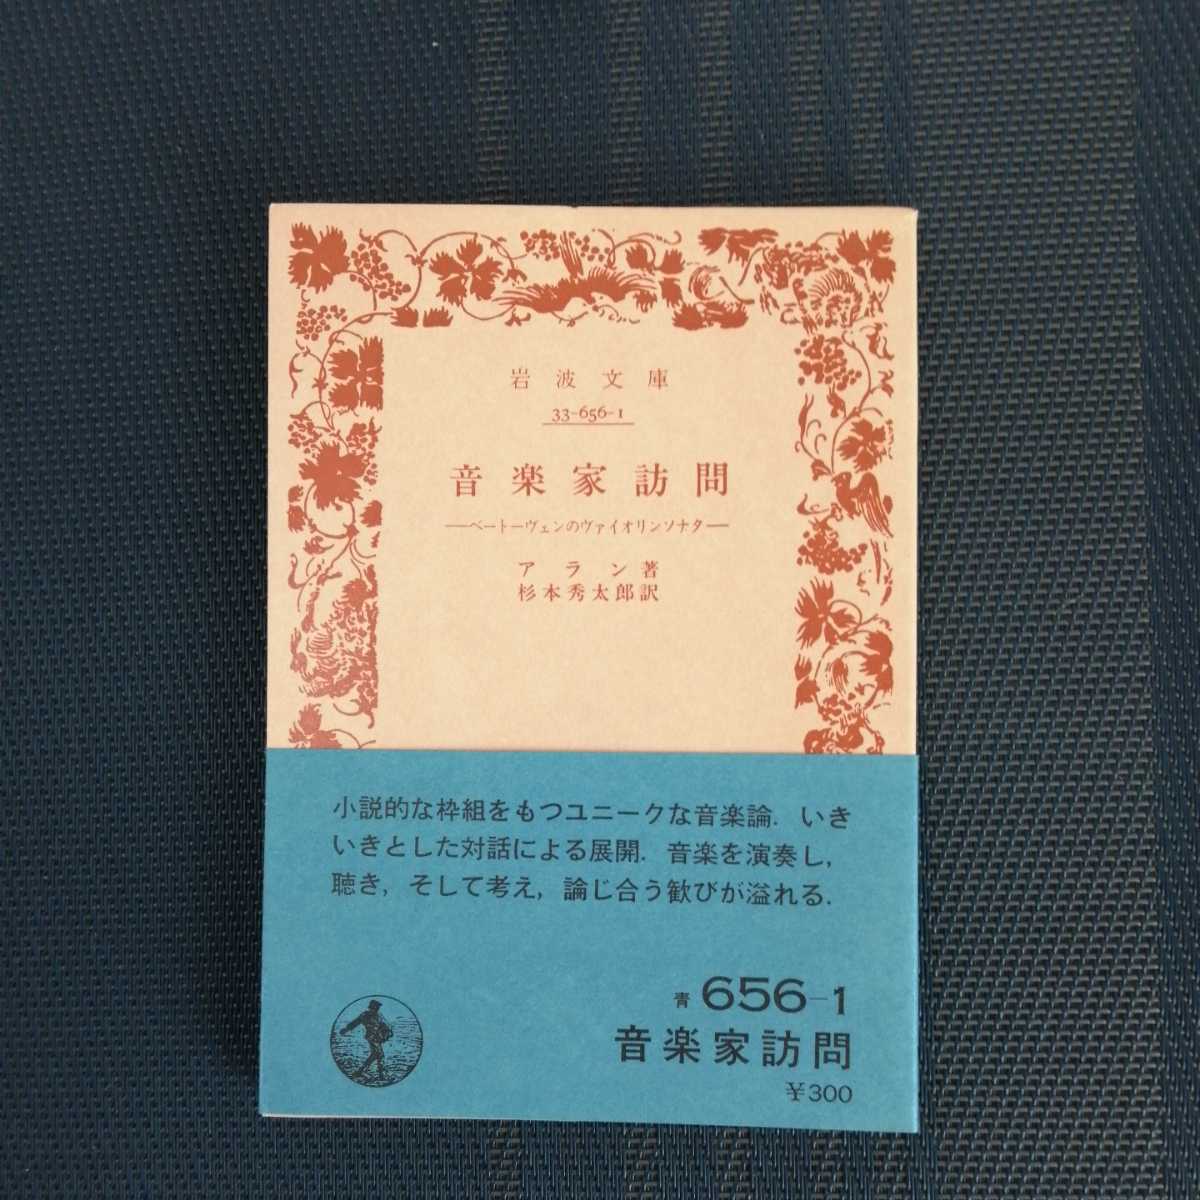 岩波文庫
33-656-1
音楽家訪問
―ベートーヴェンのヴァイオリンソナタ―
アラン著
杉本秀太郎訳
小説的な枠組をもつユニークな音楽論．いき
いきとした対話による展開．音楽を演奏し，
聴き，そして考え，論じ合う歓びが溢れる．
青 656-1
音楽家訪問
￥300